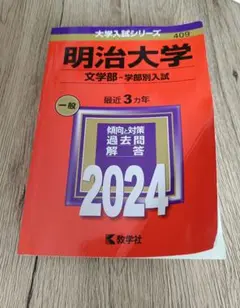 大学入試シリーズ
409
明治大学
文学部-学部別入試
一般
最近3カ年
傾向と対策
過去問
解答
2024
教学社